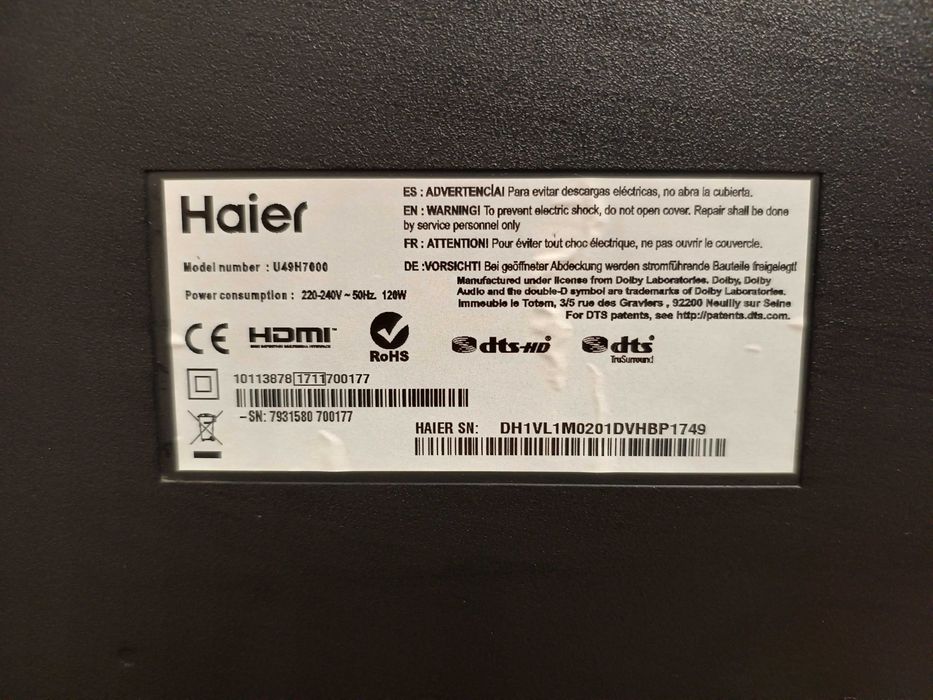 Haier
Model number : U49H7000
Power consumption : 220-240V ~ 50Hz. 120W
ES : ADVERTENCÍA! Para evitar descargas eléctricas, no abra la cubierta.
EN : WARNING! To prevent electric shock, do not open cover. Repair shall be done
by service personnel only
FR : ATTENTION! Pour éviter tout choc électrique, ne pas ouvrir le couvercle.
DE :VORSICHT! Bei geöffneter Abdeckung werden stromführende Bauteile freigelegt!
Manufactured under license from Dolby Laboratories. Dolby, Dolby
Audio and the double-D symbol are trademarks of Dolby Laboratories.
Immeuble le Totem, 3/5 rue des Graviers , 92200 Neuilly sur Seine
For DTS patents, see http://patents.dts.com.
CE HDMI RoHS dts-HD dts
HIGH-DEFINITION MULTIMEDIA INTERFACE
TruSurround
10113878 1711 700177
–SN: 7931580 700177
HAIER SN: DH1VL1M0201DVHBP1749